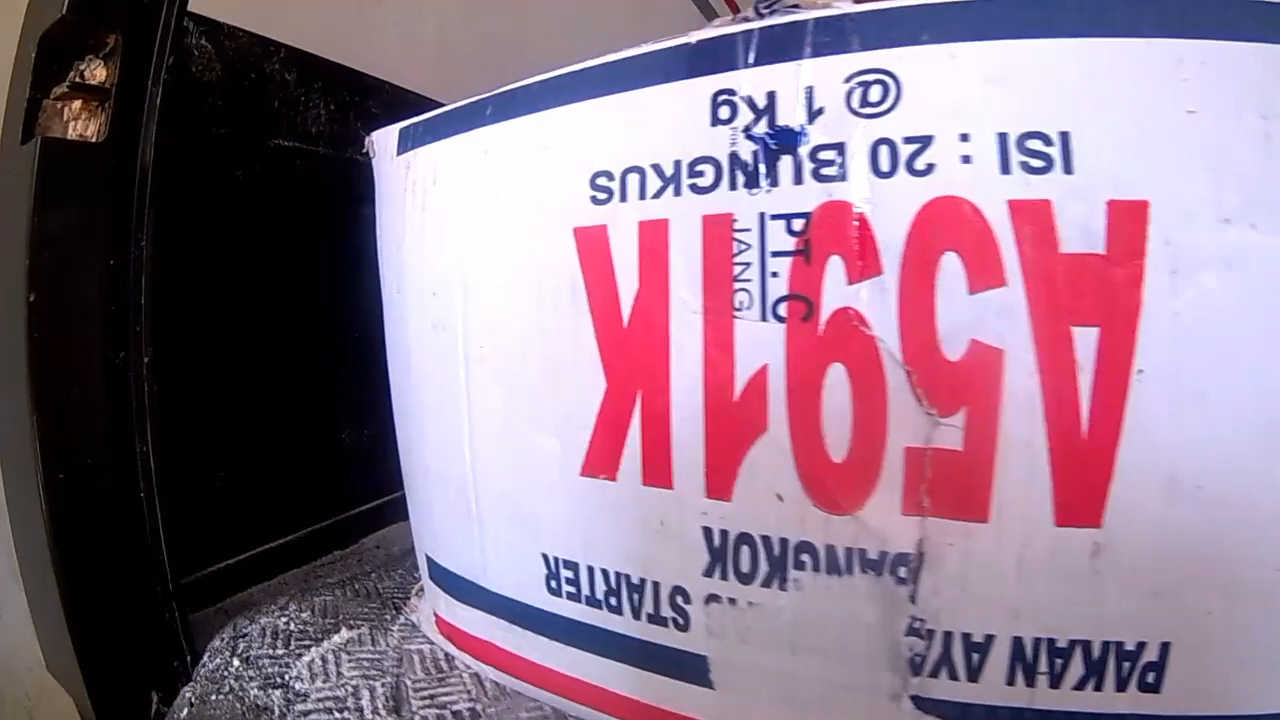 PAKAN AYA STARTER
BANGKOK
A591K
ISI : 20 BUNGKUS
@ 1 Kg
PT. C
JANG